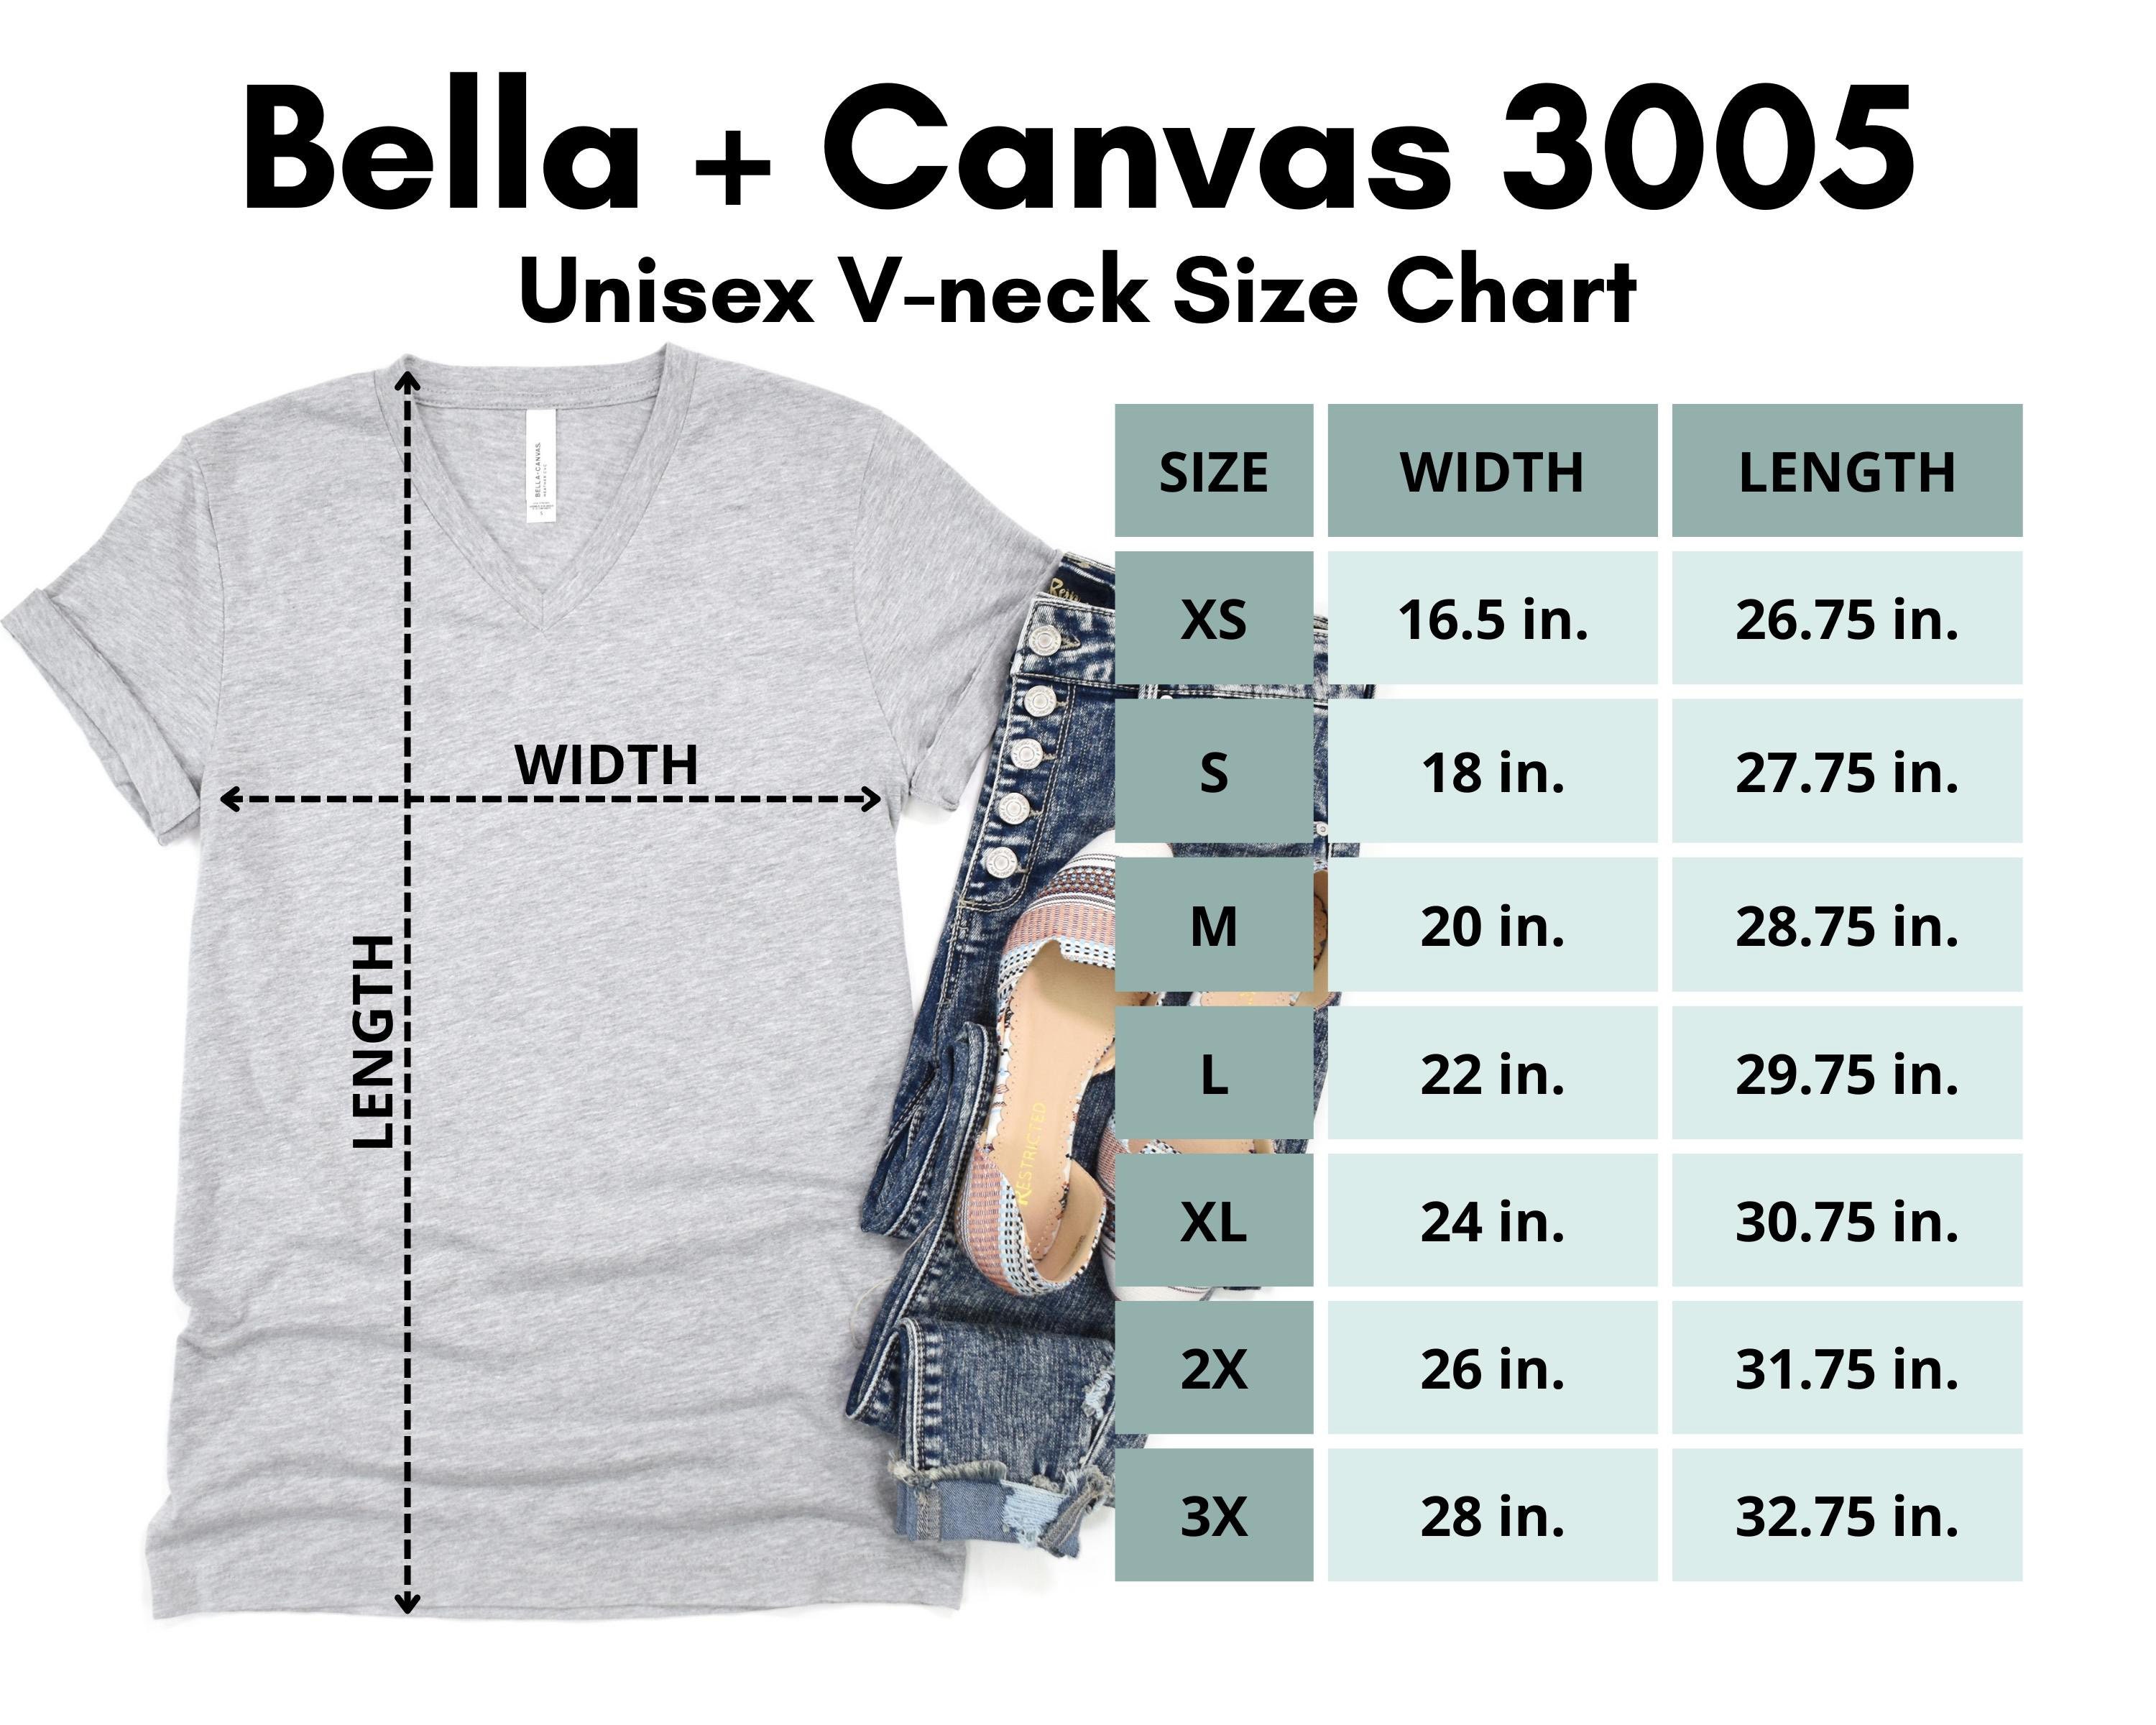 Bella + Canvas 3005
Unisex V-neck Size Chart
BELLA+CANVAS
WIDTH
LENGTH
RESTRICTED
SIZE WIDTH LENGTH
XS 16.5 in. 26.75 in.
S 18 in. 27.75 in.
M 20 in. 28.75 in.
L 22 in. 29.75 in.
XL 24 in. 30.75 in.
2X 26 in. 31.75 in.
3X 28 in. 32.75 in.